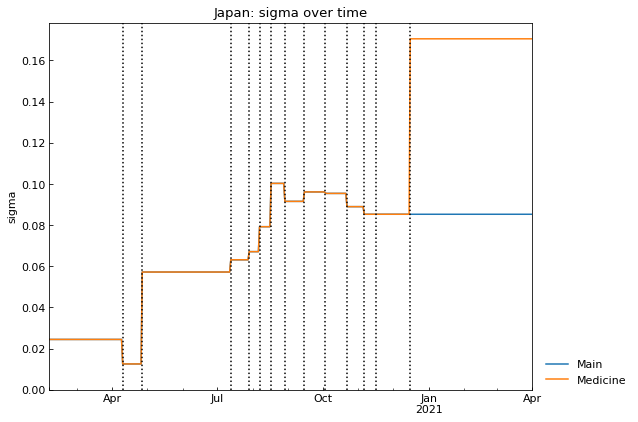 Japan: sigma over time
0.16
0.14
0.12
0.10
0.08
0.06
0.04
0.02
0.00
sigma
Apr
Jul
Oct
Jan
2021
Apr
Main
Medicine